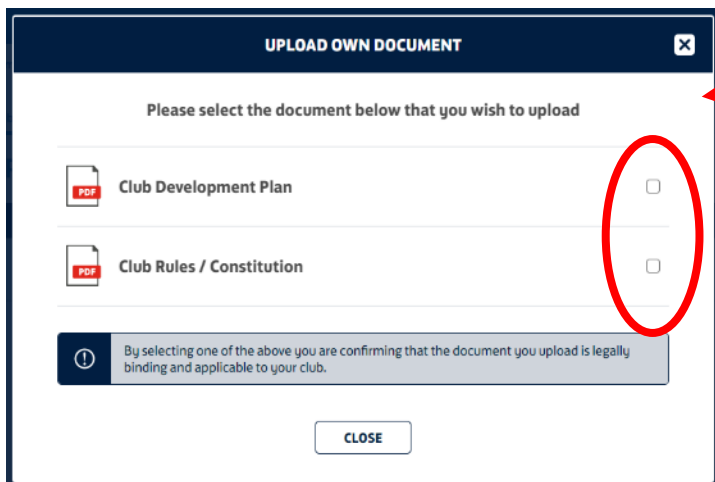 UPLOAD OWN DOCUMENT
Please select the document below that you wish to upload
PDF
Club Development Plan
PDF
Club Rules / Constitution
By selecting one of the above you are confirming that the document you upload is legally
binding and applicable to your club.
CLOSE